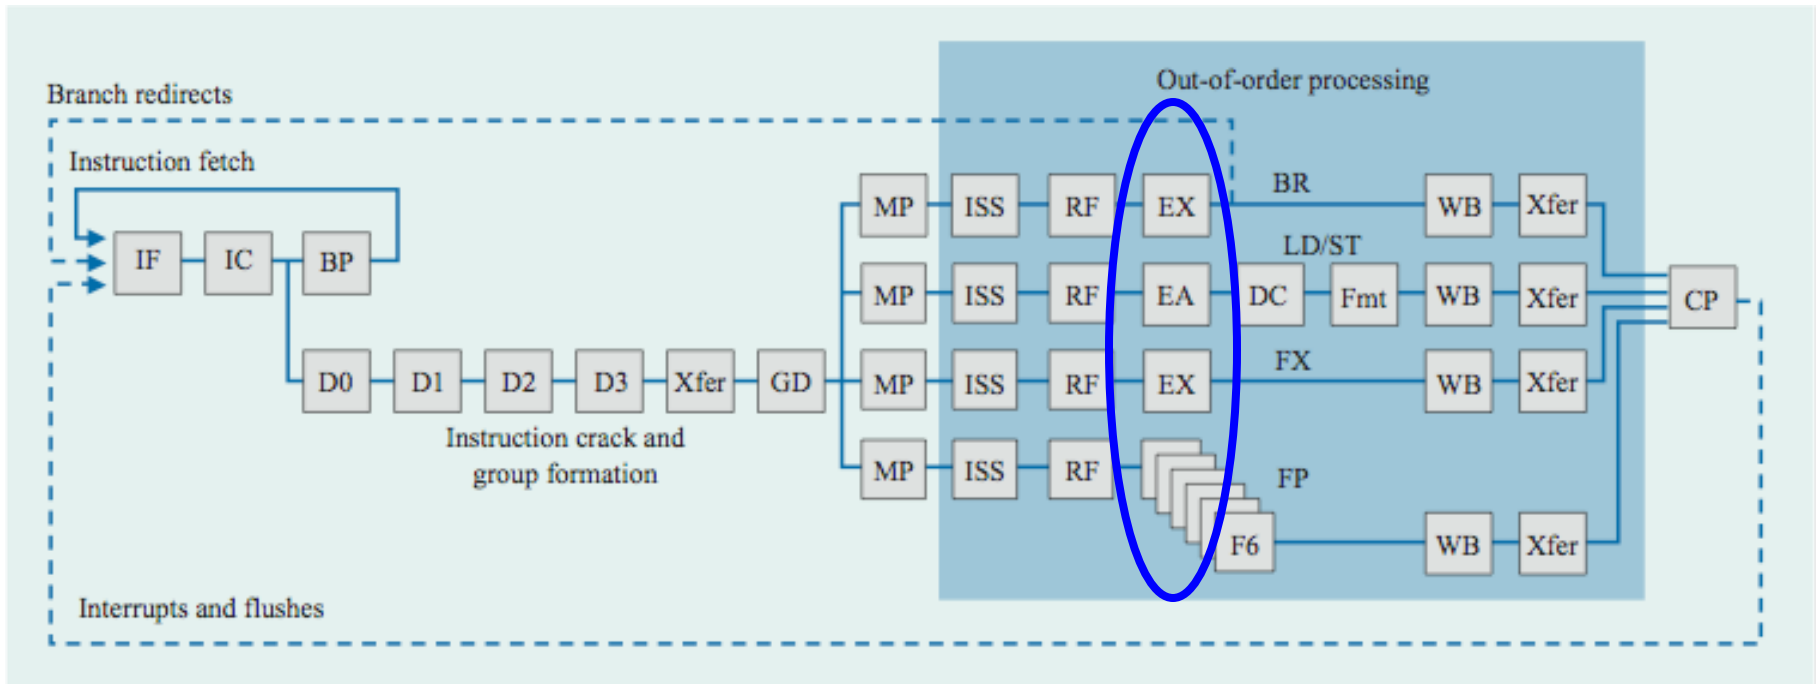 Out-of-order processing
Branch redirects
Instruction fetch
BR
MP ISS RF EX WB Xfer
LD/ST
IF IC BP
MP ISS RF EA DC Fmt WB Xfer CP
FX
D0 D1 D2 D3 Xfer GD MP ISS RF EX WB Xfer
Instruction crack and
group formation
MP ISS RF FP
F6 WB Xfer
Interrupts and flushes